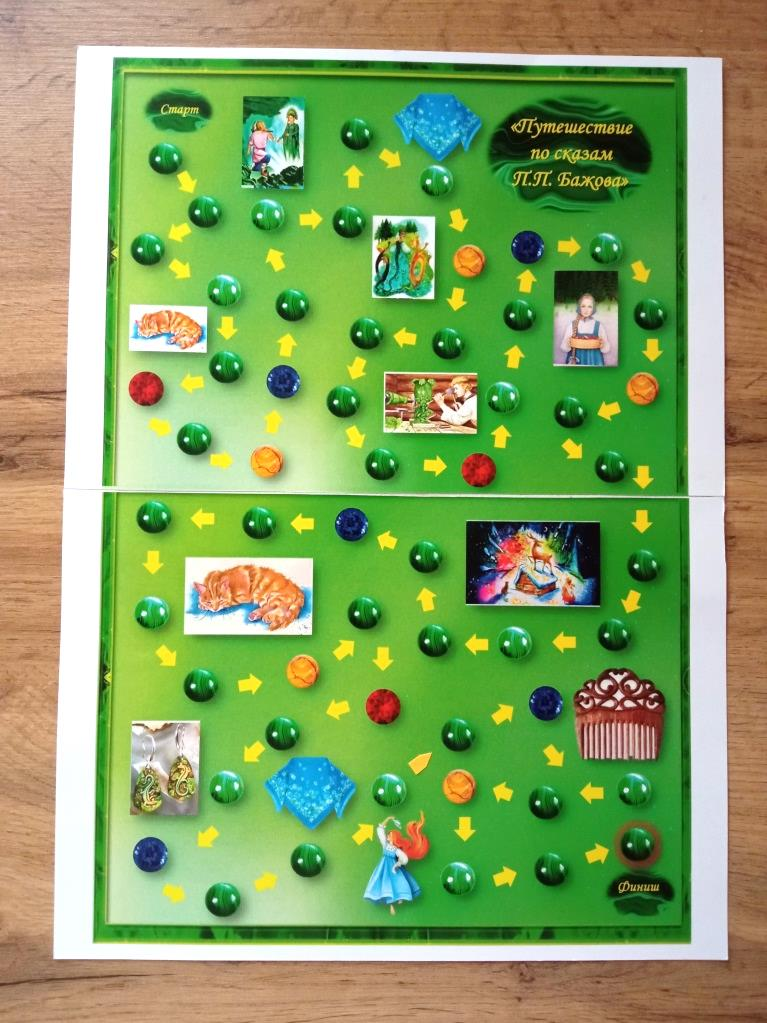 Старт
«Путешествие
по сказам
П.П. Бажова»
Финиш